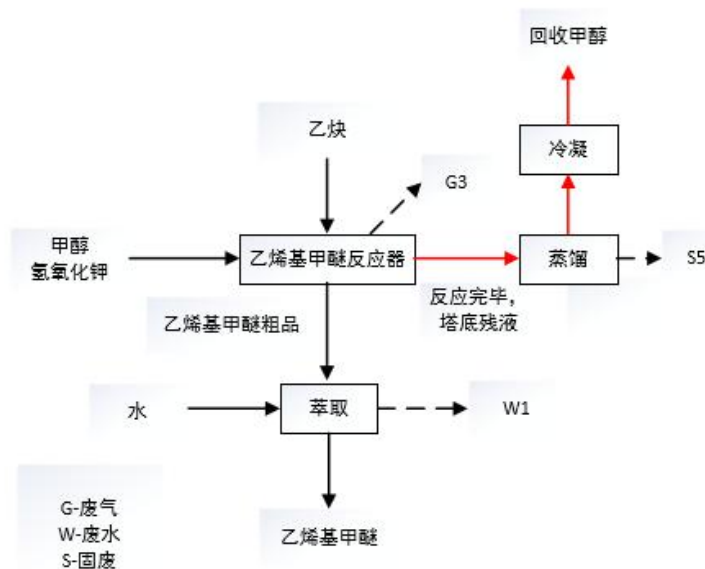 回收甲醇
乙炔
冷凝
G3
甲醇
氢氧化钾
乙烯基甲醚反应器
蒸馏
S5
反应完毕，
塔底残液
乙烯基甲醚粗品
水
萃取
W1
G-废气
W-废水
S-固废
乙烯基甲醚